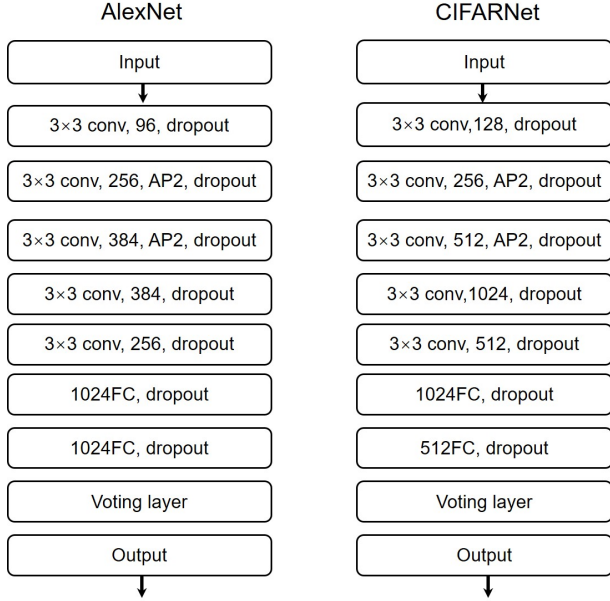 AlexNet
Input
3×3 conv, 96, dropout
3×3 conv, 256, AP2, dropout
3×3 conv, 384, AP2, dropout
3×3 conv, 384, dropout
3×3 conv, 256, dropout
1024FC, dropout
1024FC, dropout
Voting layer
Output
CIFARNet
Input
3×3 conv,128, dropout
3×3 conv, 256, AP2, dropout
3×3 conv, 512, AP2, dropout
3×3 conv,1024, dropout
3×3 conv, 512, dropout
1024FC, dropout
512FC, dropout
Voting layer
Output